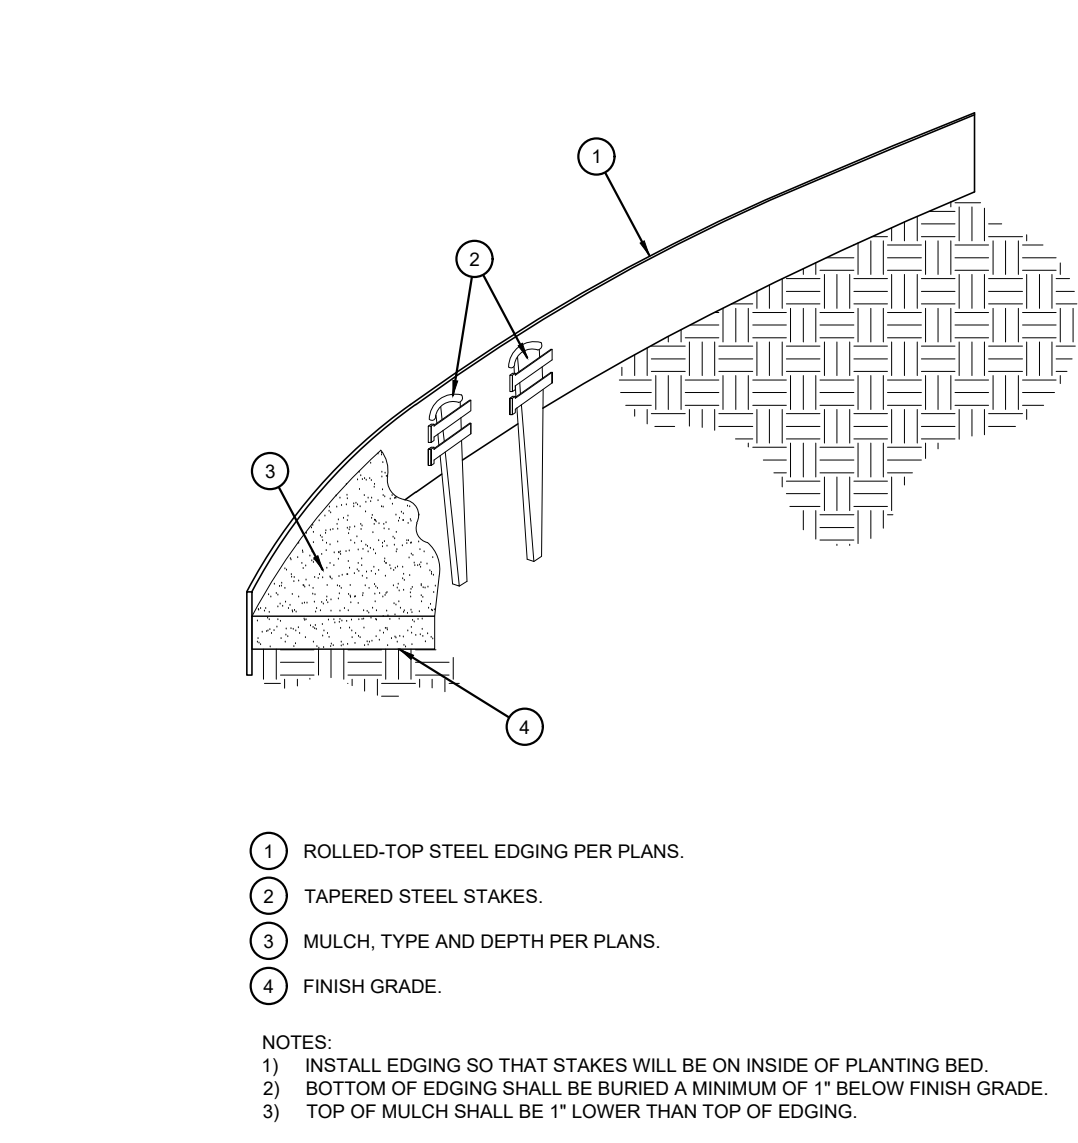 1
2
3
4
1 ROLLED-TOP STEEL EDGING PER PLANS.
2 TAPERED STEEL STAKES.
3 MULCH, TYPE AND DEPTH PER PLANS.
4 FINISH GRADE.
NOTES:
1) INSTALL EDGING SO THAT STAKES WILL BE ON INSIDE OF PLANTING BED.
2) BOTTOM OF EDGING SHALL BE BURIED A MINIMUM OF 1" BELOW FINISH GRADE.
3) TOP OF MULCH SHALL BE 1" LOWER THAN TOP OF EDGING.